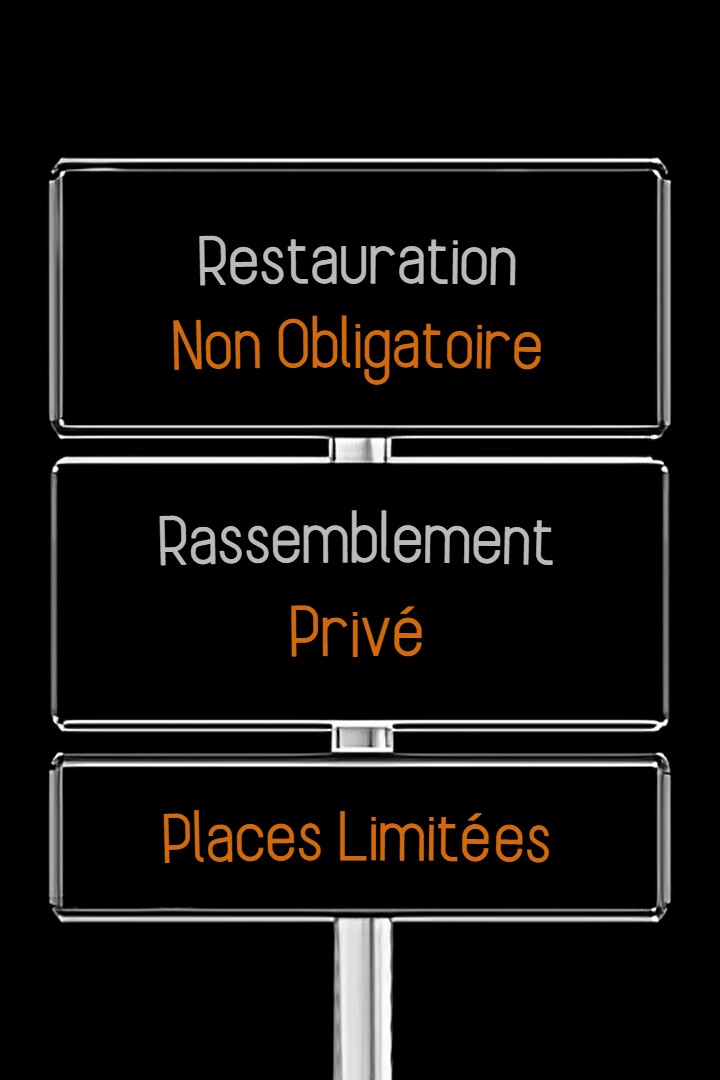 Restauration
Non Obligatoire
Rassemblement
Privé
Places Limitées